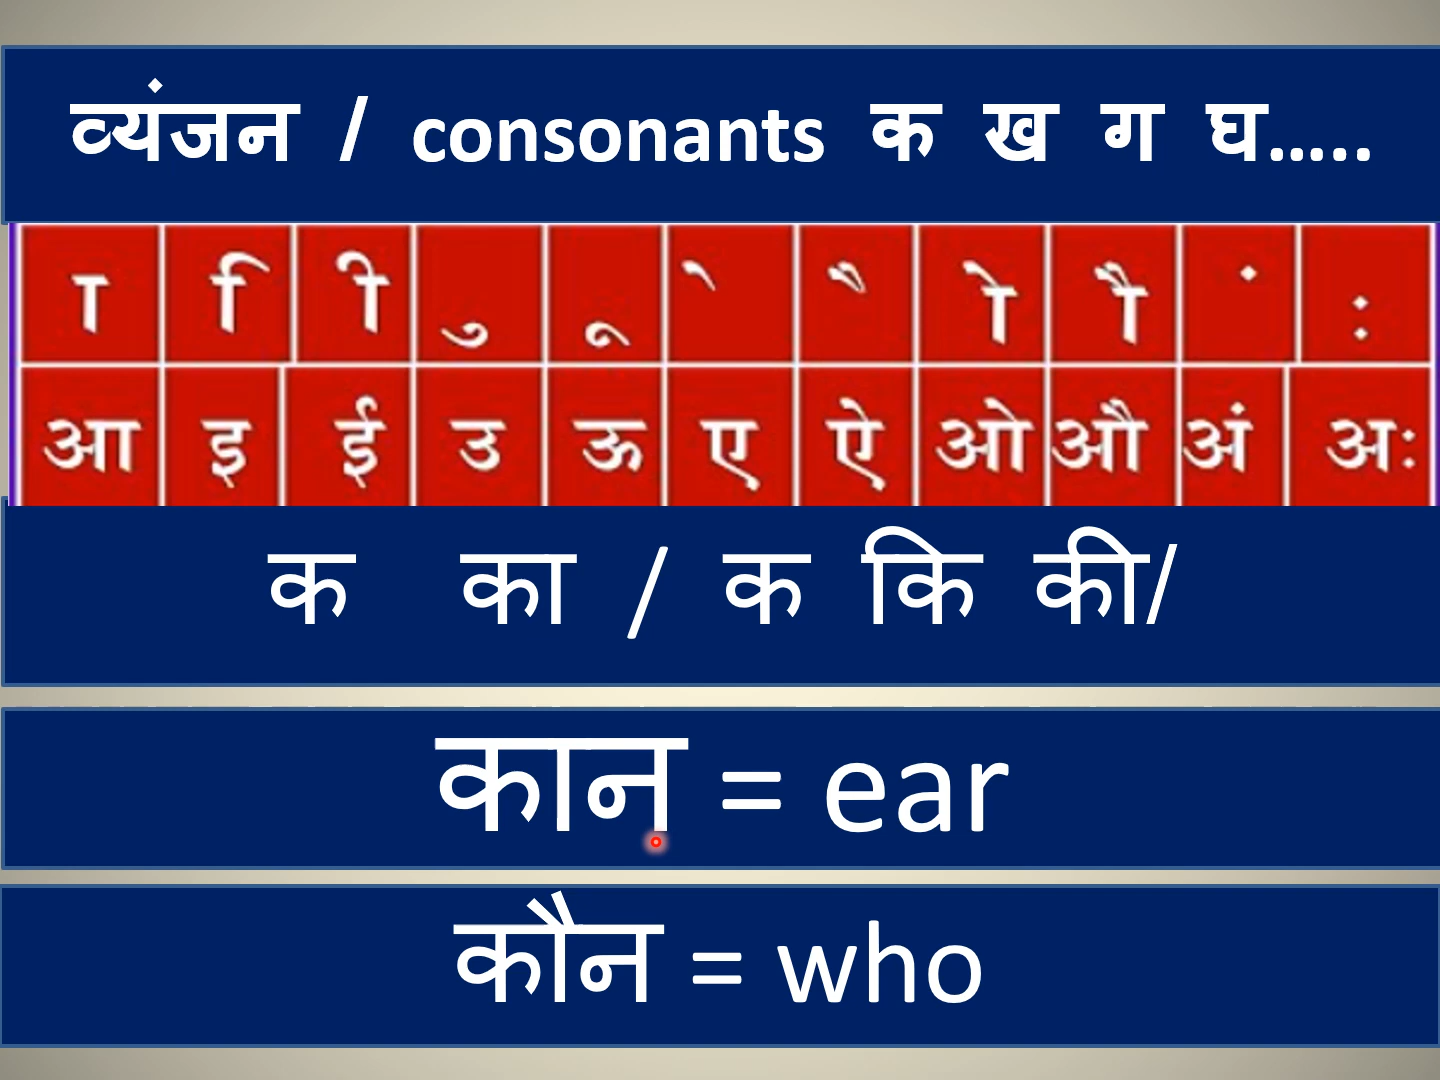 व्यंजन / consonants क ख ग घ.....
ा ि ी ु ू े ै ो ौ ं ः
आ इ ई उ ऊ ए ऐ ओ औ अं अः
क का / क कि की/
कान = ear
कौन = who